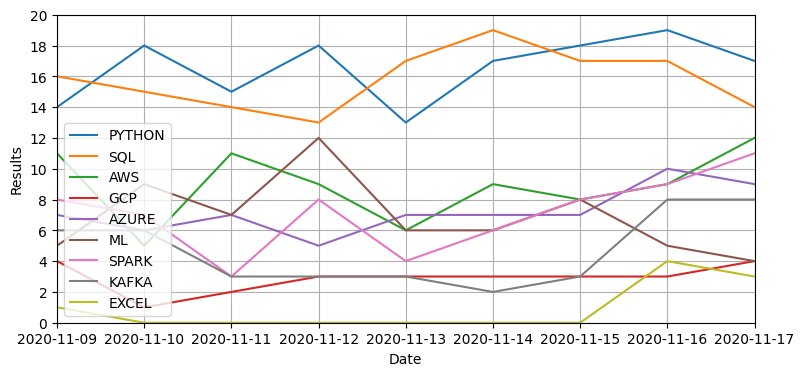 20
18
16
14
12
10
8
6
4
2
0
Results
PYTHON
SQL
AWS
GCP
AZURE
ML
SPARK
KAFKA
EXCEL
2020-11-09 2020-11-10 2020-11-11 2020-11-12 2020-11-13 2020-11-14 2020-11-15 2020-11-16 2020-11-17
Date